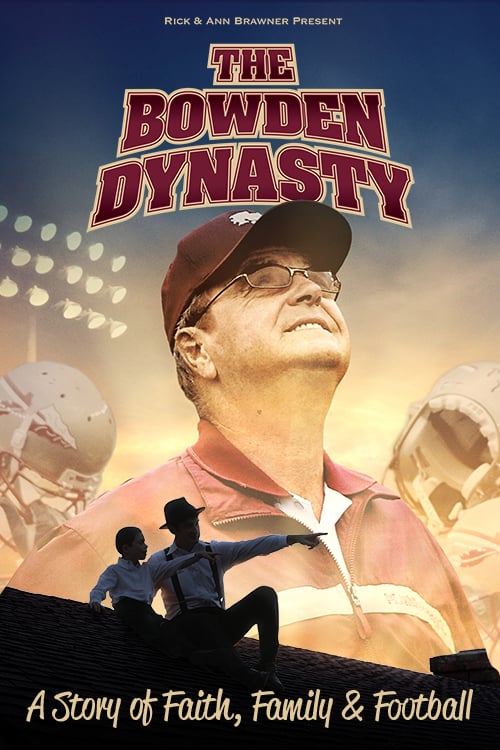 RICK & ANN BRAWNER PRESENT
THE
BOWDEN
DYNASTY
A Story of Faith, Family & Football